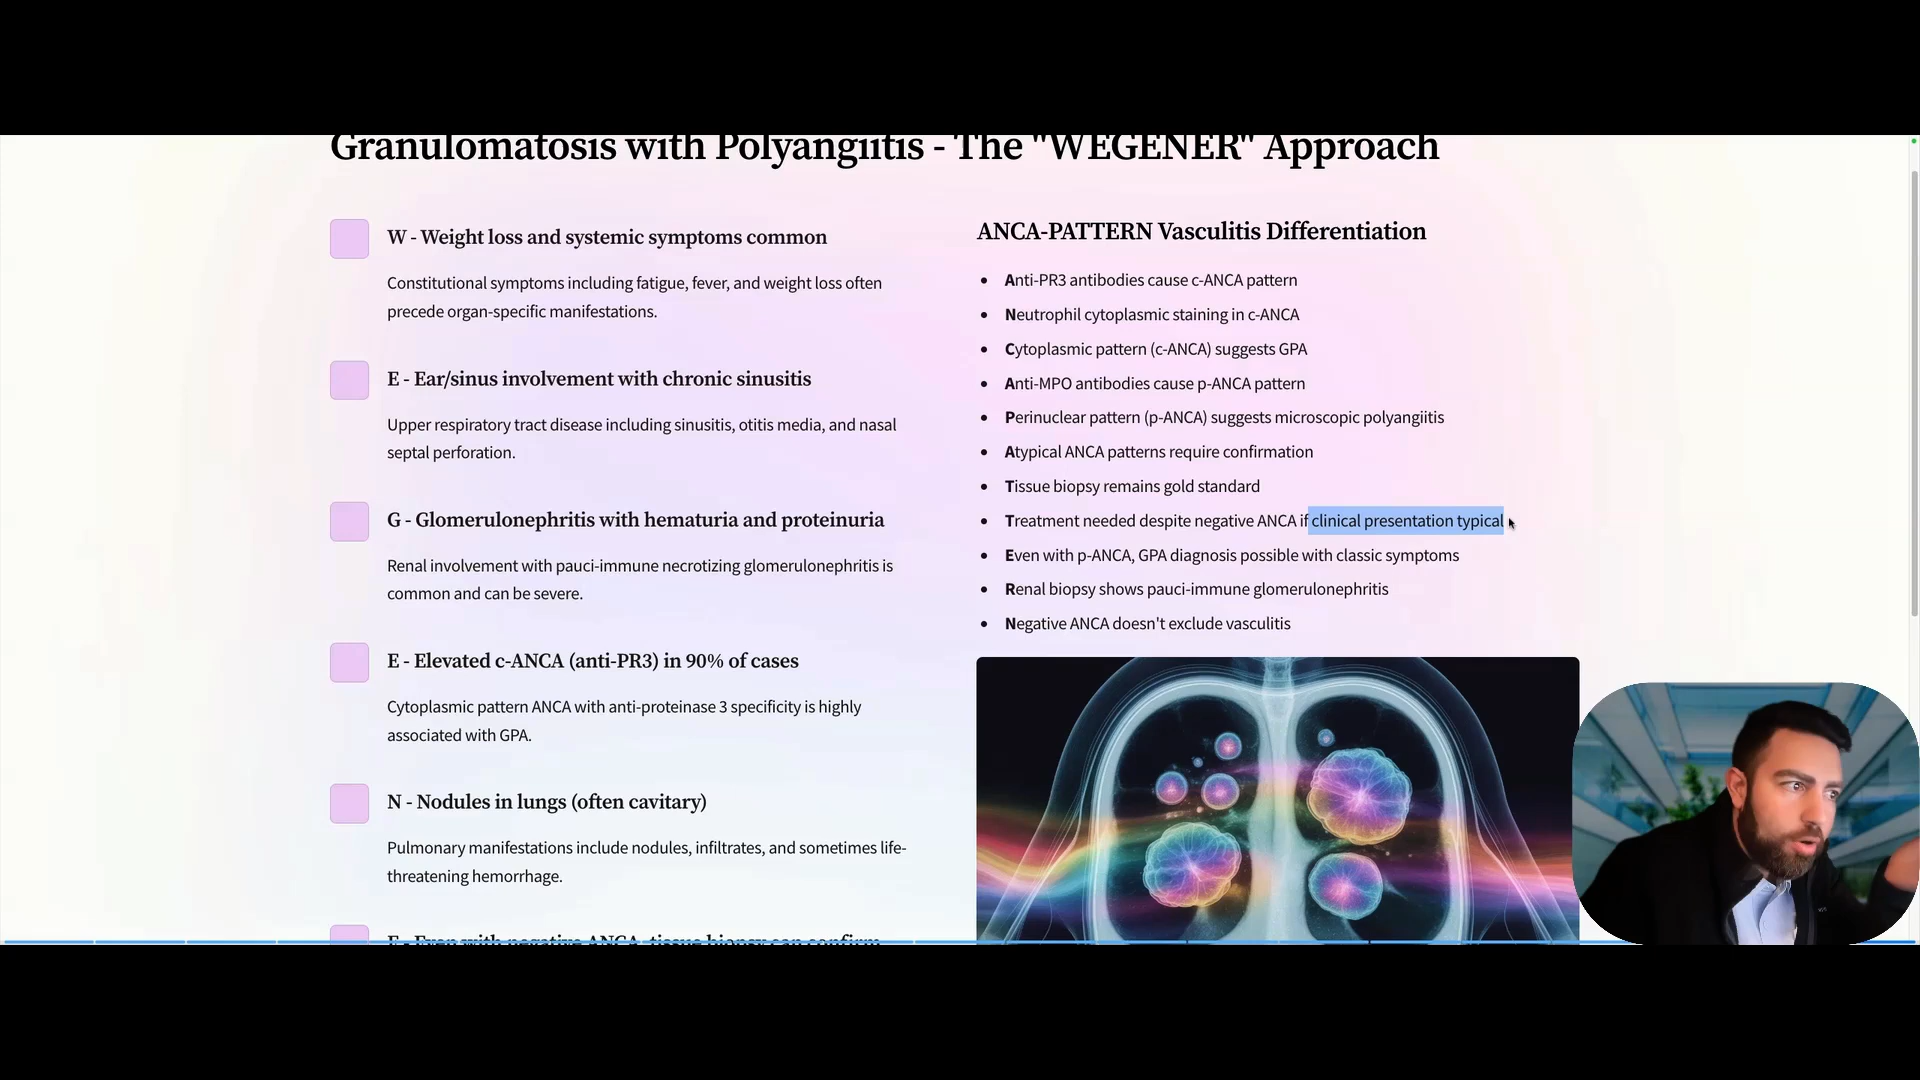 Granulomatosis with Polyangiitis - The "WEGENER" Approach
W - Weight loss and systemic symptoms common
Constitutional symptoms including fatigue, fever, and weight loss often
precede organ-specific manifestations.
E - Ear/sinus involvement with chronic sinusitis
Upper respiratory tract disease including sinusitis, otitis media, and nasal
septal perforation.
G - Glomerulonephritis with hematuria and proteinuria
Renal involvement with pauci-immune necrotizing glomerulonephritis is
common and can be severe.
E - Elevated c-ANCA (anti-PR3) in 90% of cases
Cytoplasmic pattern ANCA with anti-proteinase 3 specificity is highly
associated with GPA.
N - Nodules in lungs (often cavitary)
Pulmonary manifestations include nodules, infiltrates, and sometimes life-
threatening hemorrhage.
E - Even with negative ANCA, tissue biopsy can confirm
ANCA-PATTERN Vasculitis Differentiation
• Anti-PR3 antibodies cause c-ANCA pattern
• Neutrophil cytoplasmic staining in c-ANCA
• Cytoplasmic pattern (c-ANCA) suggests GPA
• Anti-MPO antibodies cause p-ANCA pattern
• Perinuclear pattern (p-ANCA) suggests microscopic polyangiitis
• Atypical ANCA patterns require confirmation
• Tissue biopsy remains gold standard
• Treatment needed despite negative ANCA if clinical presentation typical
• Even with p-ANCA, GPA diagnosis possible with classic symptoms
• Renal biopsy shows pauci-immune glomerulonephritis
• Negative ANCA doesn't exclude vasculitis